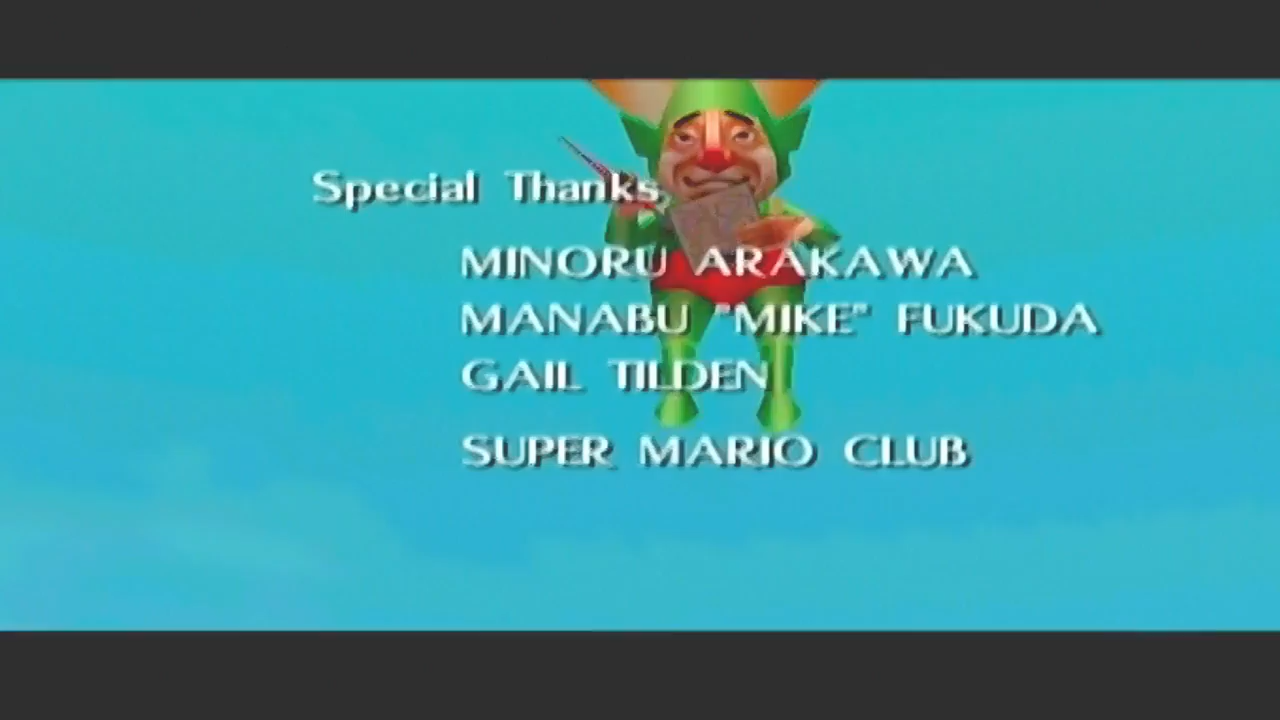 Special Thanks
MINORU ARAKAWA
MANABU "MIKE" FUKUDA
GAIL TILDEN
SUPER MARIO CLUB